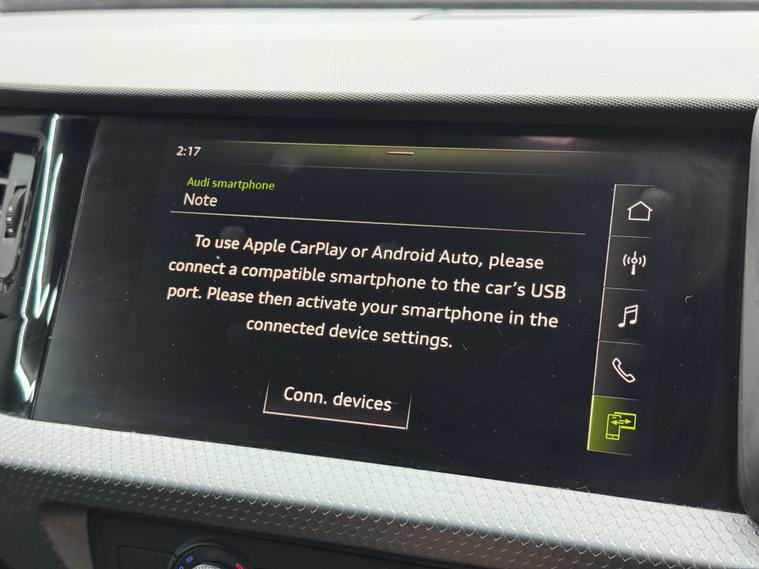 2:17
Audi smartphone
Note
To use Apple CarPlay or Android Auto, please
connect a compatible smartphone to the car's USB
port. Please then activate your smartphone in the
connected device settings.
Conn. devices